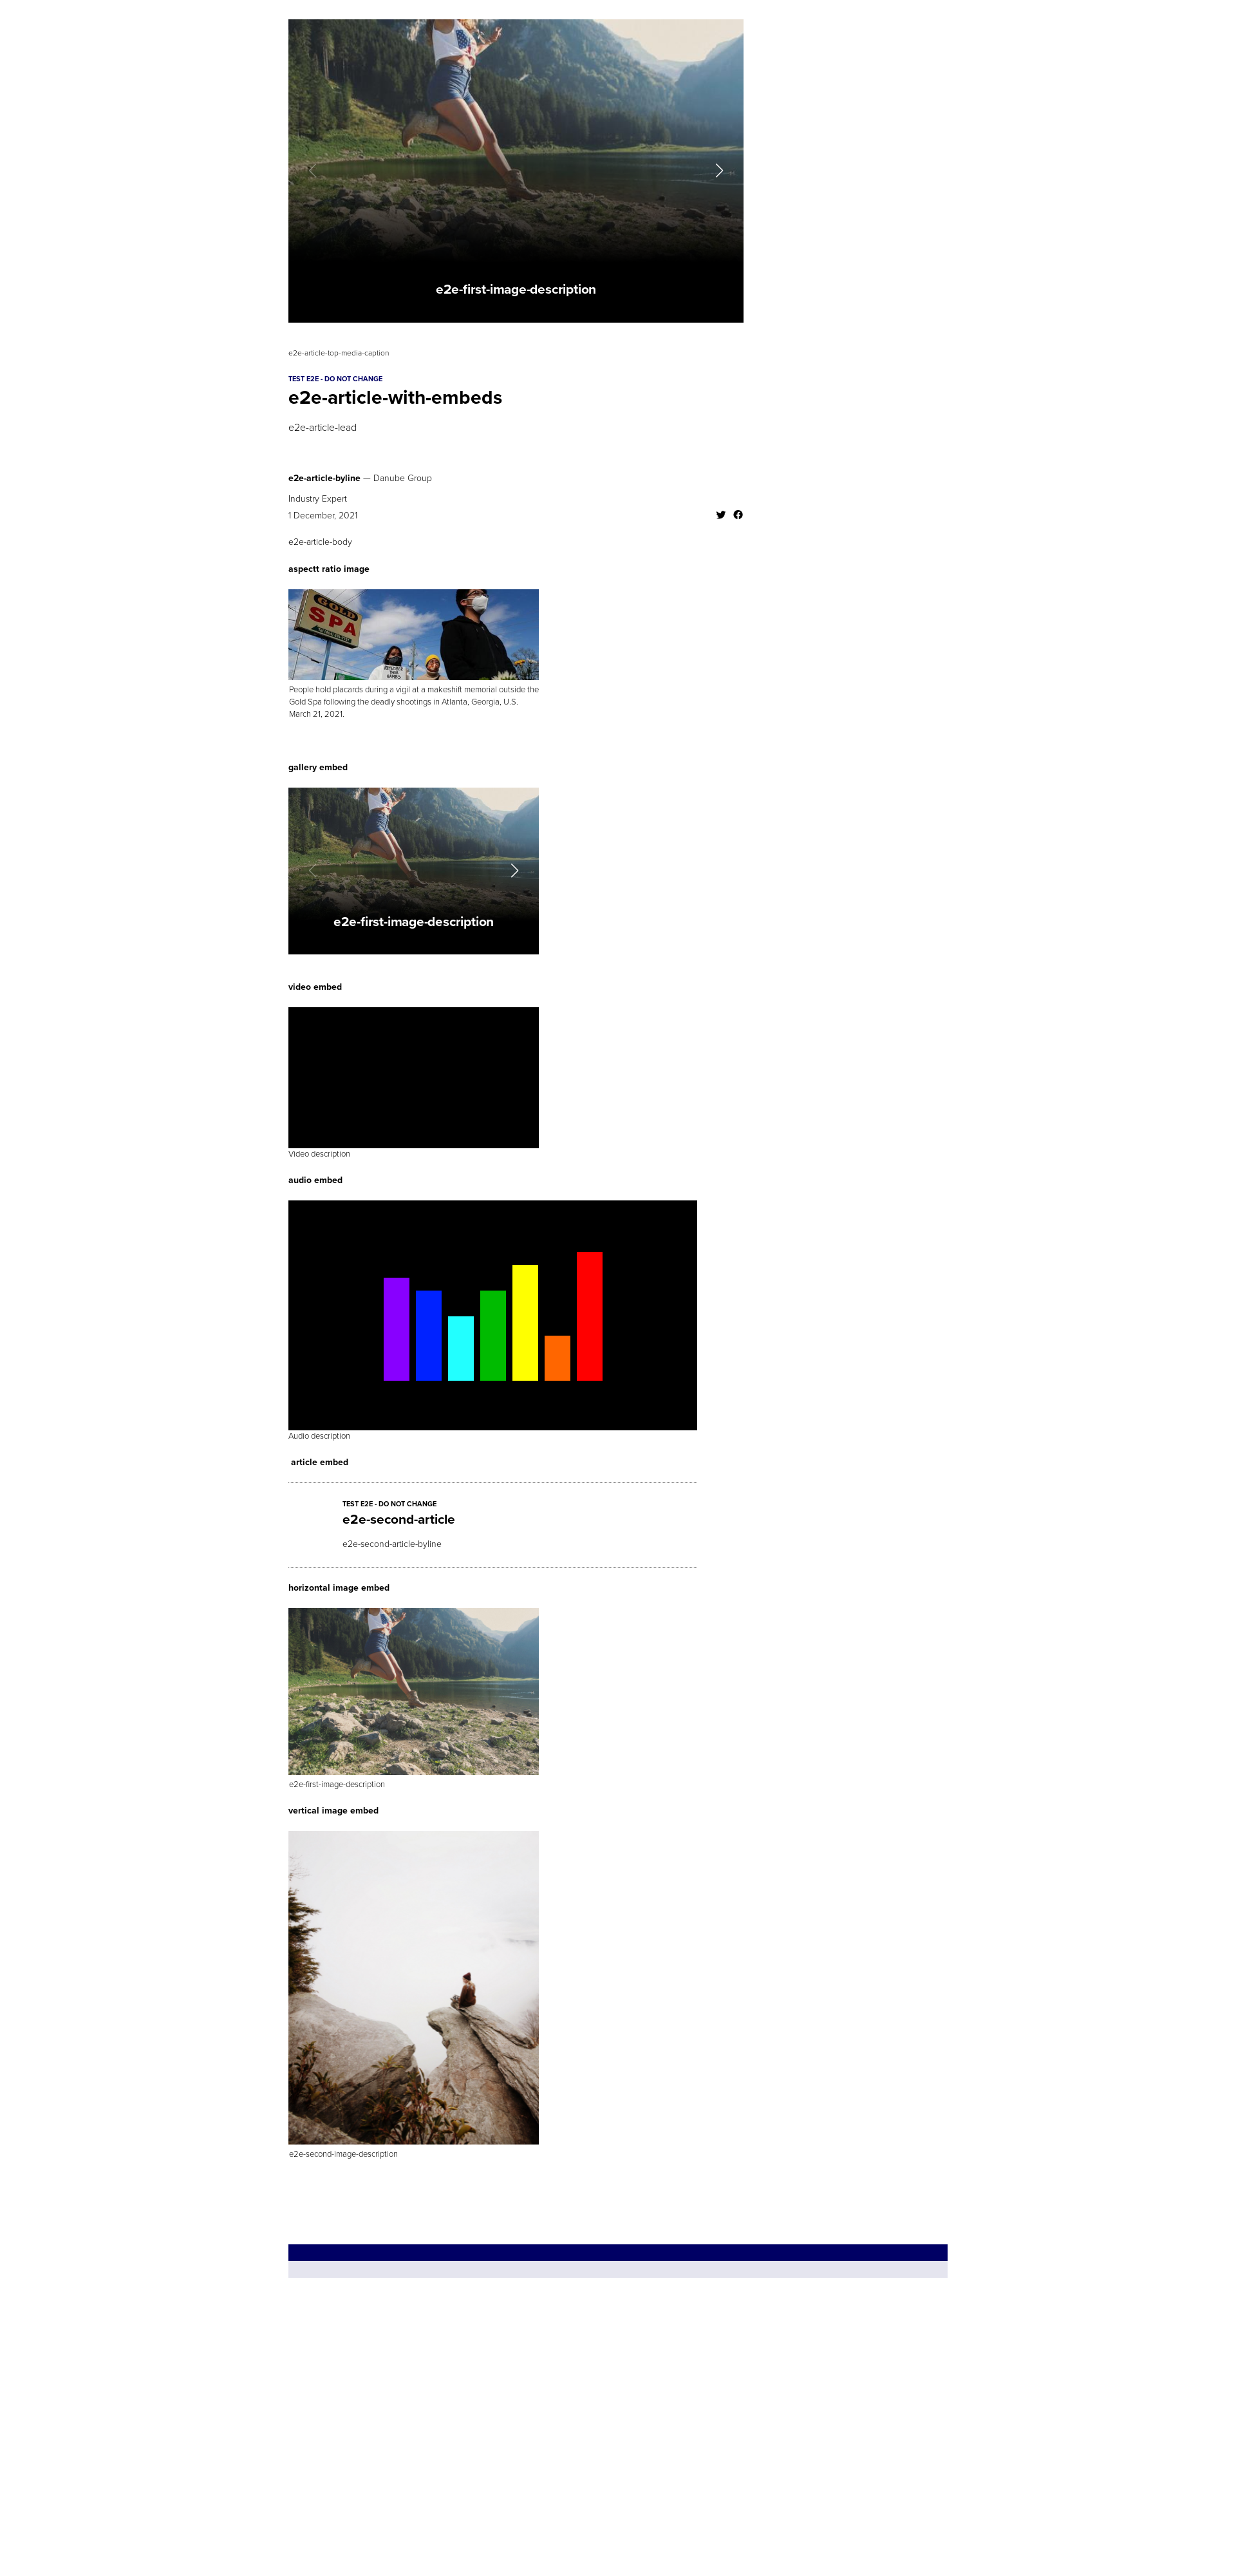 e2e-first-image-description
e2e-article-top-media-caption
TEST E2E - DO NOT CHANGE
e2e-article-with-embeds
e2e-article-lead
e2e-article-byline — Danube Group
Industry Expert
1 December, 2021
e2e-article-body
aspectt ratio image
GOLD
SPA
People hold placards during a vigil at a makeshift memorial outside the
Gold Spa following the deadly shootings in Atlanta, Georgia, U.S.
March 21, 2021.
gallery embed
e2e-first-image-description
video embed
Video description
audio embed
Audio description
article embed
TEST E2E - DO NOT CHANGE
e2e-second-article
e2e-second-article-byline
horizontal image embed
e2e-first-image-description
vertical image embed
e2e-second-image-description